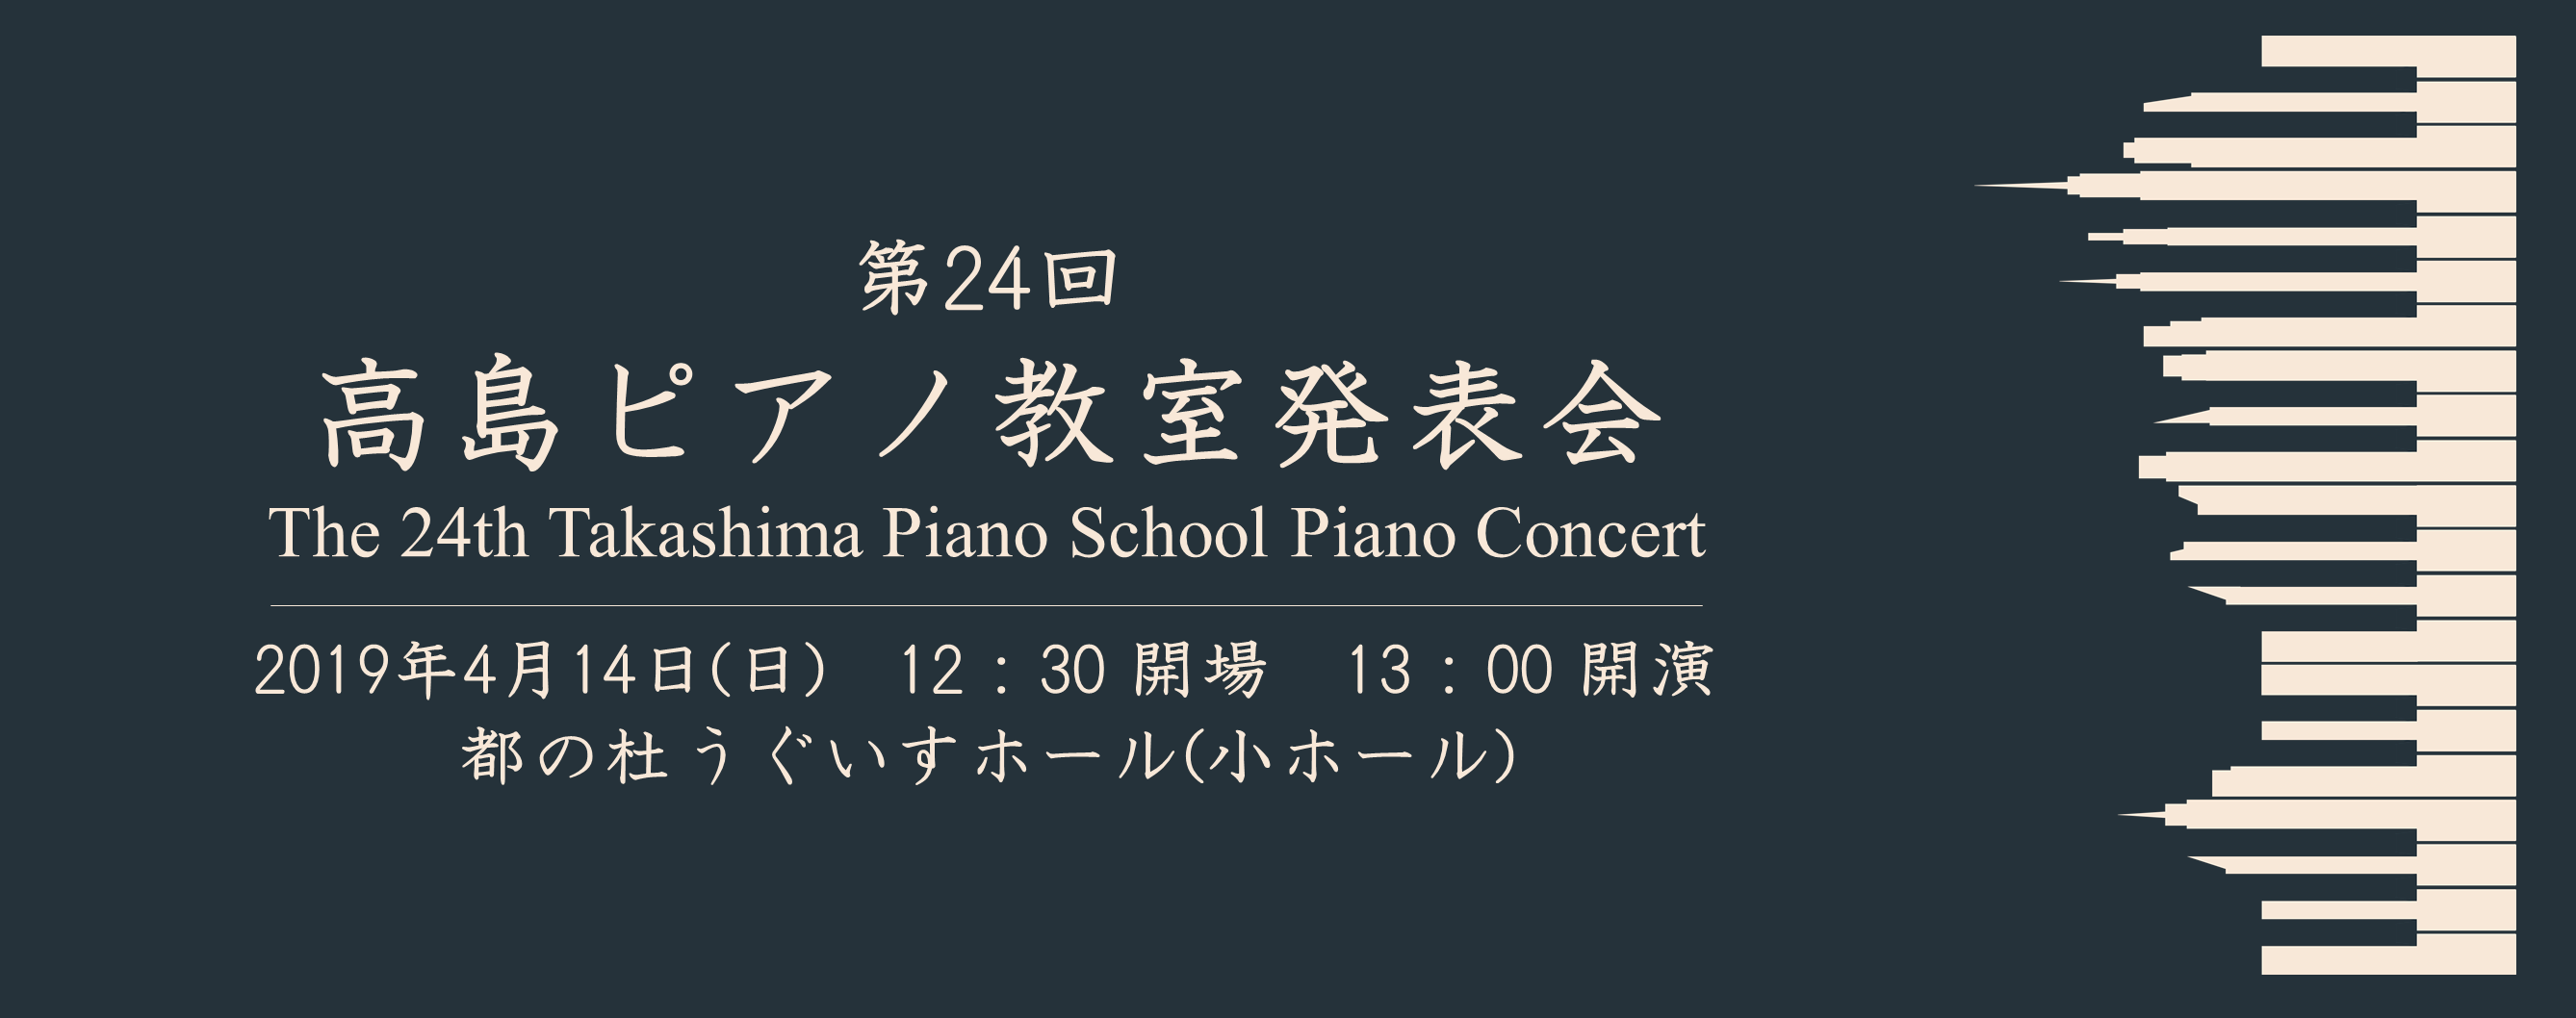 第24回
高島ピアノ教室発表会
The 24th Takashima Piano School Piano Concert
2019年4月14日(日)　12：30 開場　13：00 開演
都の杜うぐいすホール(小ホール)